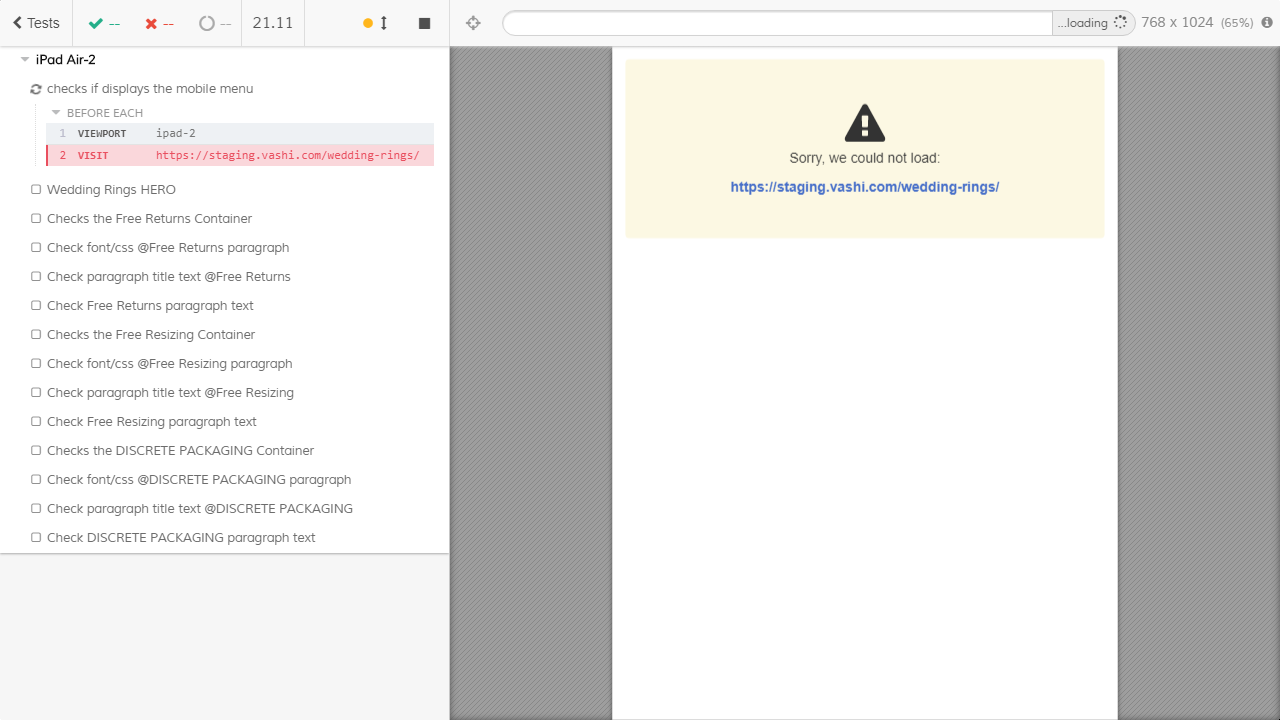 Tests
--
--
--
21.11
...loading
768 x 1024 (65%)
iPad Air-2
checks if displays the mobile menu
BEFORE EACH
1 VIEWPORT ipad-2
2 VISIT https://staging.vashi.com/wedding-rings/
Wedding Rings HERO
Checks the Free Returns Container
Check font/css @Free Returns paragraph
Check paragraph title text @Free Returns
Check Free Returns paragraph text
Checks the Free Resizing Container
Check font/css @Free Resizing paragraph
Check paragraph title text @Free Resizing
Check Free Resizing paragraph text
Checks the DISCRETE PACKAGING Container
Check font/css @DISCRETE PACKAGING paragraph
Check paragraph title text @DISCRETE PACKAGING
Check DISCRETE PACKAGING paragraph text
Sorry, we could not load:
https://staging.vashi.com/wedding-rings/